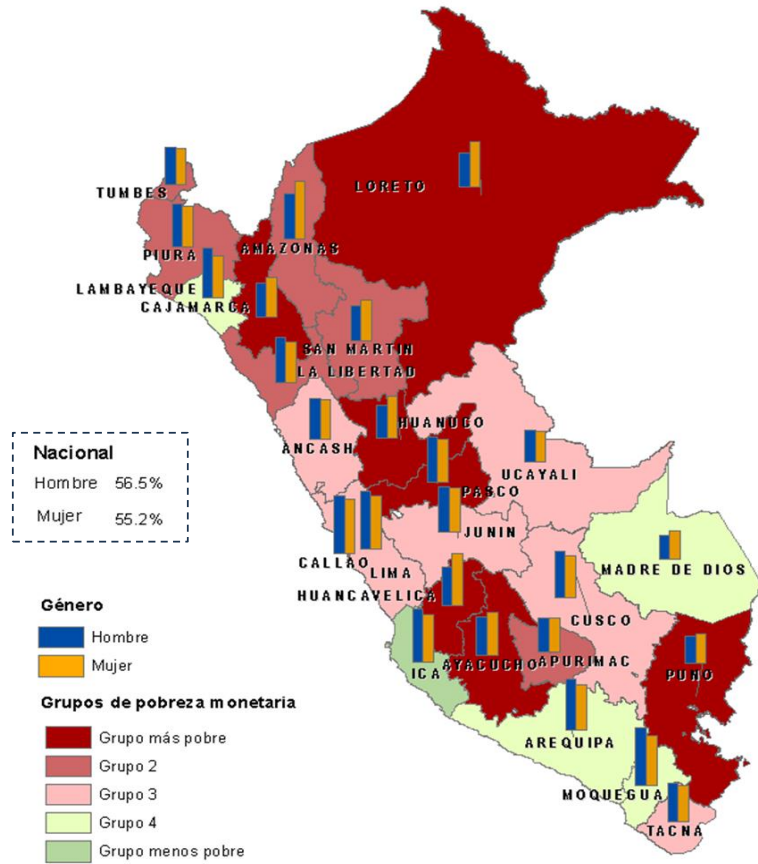 LORETO
TUMBES
AMAZONAS
PIURA
LAMBAYEQUE
CAJAMARCA
SAN MARTIN
LA LIBERTAD
HUANUCO
ANCASH
UCAYALI
PASCO
JUNIN
CALLAO
LIMA
MADRE DE DIOS
HUANCAVELICA
CUSCO
ICA
AYACUCHO
APURIMAC
PUNO
AREQUIPA
MOQUEGUA
TACNA
Nacional
Hombre 56.5%
Mujer 55.2%
Género
Hombre
Mujer
Grupos de pobreza monetaria
Grupo más pobre
Grupo 2
Grupo 3
Grupo 4
Grupo menos pobre